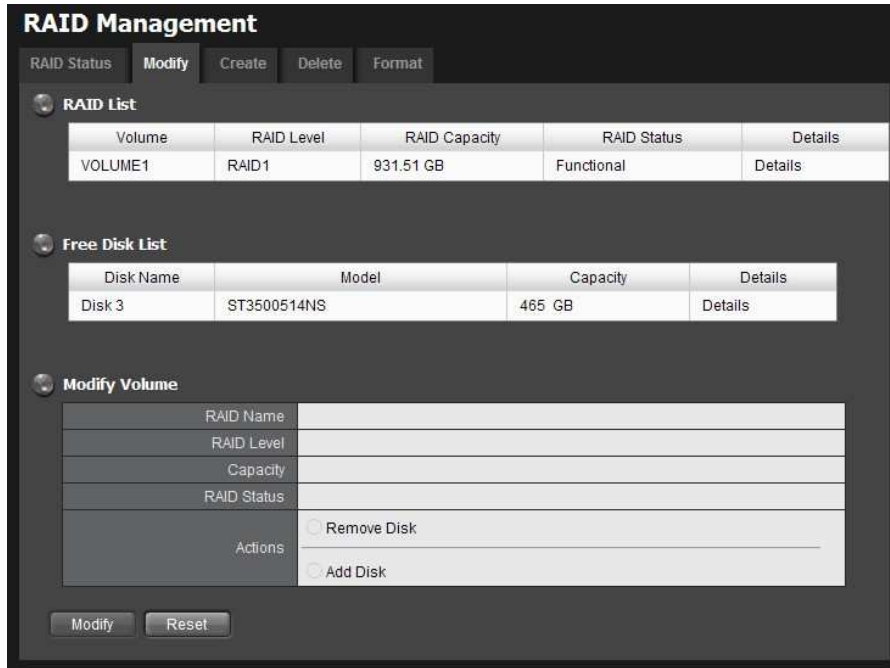 RAID Management
RAID Status Modify Create Delete Format
RAID List
Volume RAID Level RAID Capacity RAID Status Details
VOLUME1 RAID1 931.51 GB Functional Details
Free Disk List
Disk Name Model Capacity Details
Disk 3 ST3500514NS 465 GB Details
Modify Volume
RAID Name
RAID Level
Capacity
RAID Status
Actions
Remove Disk
Add Disk
Modify Reset